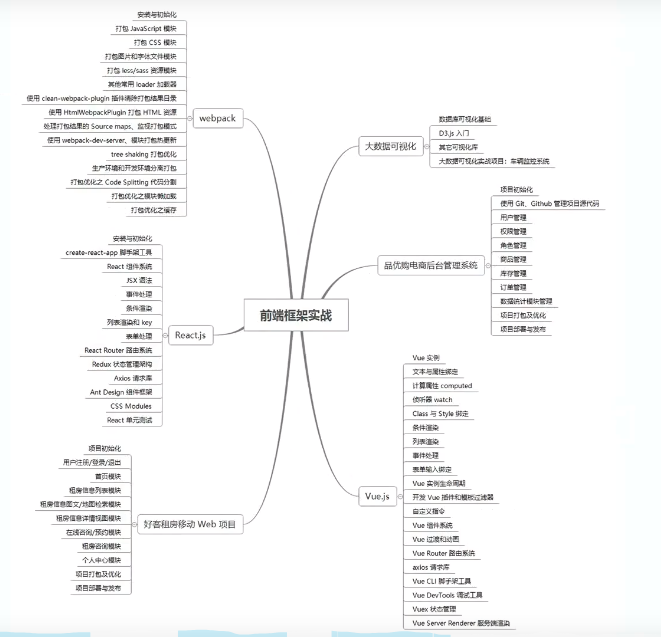 前端框架实战
webpack
安装与初始化
打包 JavaScript 模块
打包 CSS 模块
打包图片和字体文件模块
打包 less/sass 资源模块
其他常用 loader 加载器
使用 clean-webpack-plugin 插件清除打包结果目录
使用 HtmlWebpackPlugin 打包 HTML 资源
处理打包结果的 Source maps、监视打包模式
使用 webpack-dev-server、模块打包热更新
tree shaking 打包优化
生产环境和开发环境分离打包
打包优化之 Code Splitting 代码分割
打包优化之模块懒加载
打包优化之缓存
React.js
安装与初始化
create-react-app 脚手架工具
React 组件系统
JSX 语法
事件处理
条件渲染
列表渲染和 key
表单处理
React Router 路由系统
Redux 状态管理架构
Axios 请求库
Ant Design 组件框架
CSS Modules
React 单元测试
好客租房移动 Web 项目
项目初始化
用户注册/登录/退出
首页模块
租房信息列表模块
租房信息图文/地图检索模块
租房信息详情视图模块
在线咨询/预约模块
租房咨询模块
个人中心模块
项目打包及优化
项目部署与发布
大数据可视化
数据库可视化基础
D3.js 入门
其它可视化库
大数据可视化实战项目：车辆监控系统
品优购电商后台管理系统
项目初始化
使用 Git、Github 管理项目源代码
用户管理
权限管理
角色管理
商品管理
库存管理
订单管理
数据统计模块管理
项目打包及优化
项目部署与发布
Vue.js
Vue 实例
文本与属性绑定
计算属性 computed
侦听器 watch
Class 与 Style 绑定
条件渲染
列表渲染
事件处理
表单输入绑定
Vue 实例生命周期
开发 Vue 插件和模板过滤器
自定义指令
Vue 组件系统
Vue 过渡和动画
Vue Router 路由系统
axios 请求库
Vue CLI 脚手架工具
Vue DevTools 调试工具
Vuex 状态管理
Vue Server Renderer 服务端渲染